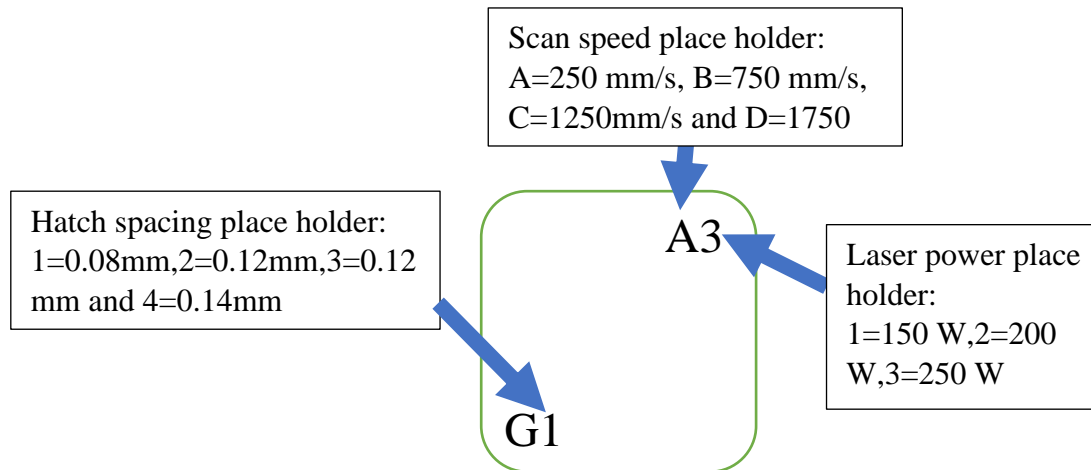 Scan speed place holder:
A=250 mm/s, B=750 mm/s,
C=1250mm/s and D=1750
Hatch spacing place holder:
1=0.08mm,2=0.12mm,3=0.12
mm and 4=0.14mm
A3
Laser power place
holder:
1=150 W,2=200
W,3=250 W
G1